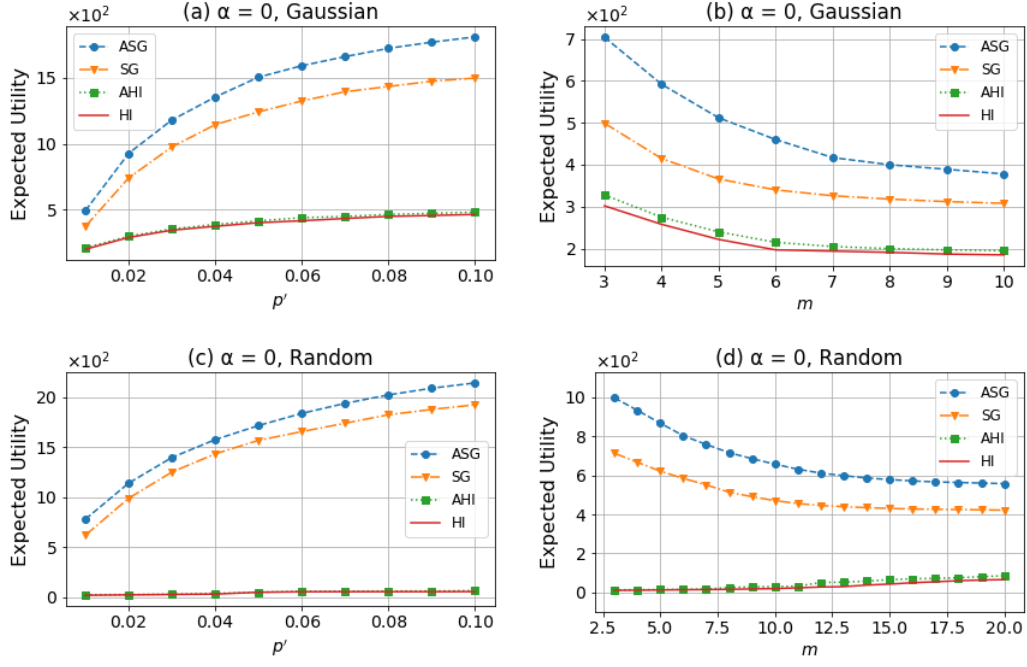 (a) α = 0, Gaussian
×10²
Expected Utility
15
10
5
ASG
SG
AHI
HI
0.02 0.04 0.06 0.08 0.10
p′
(b) α = 0, Gaussian
×10²
Expected Utility
7
6
5
4
3
2
ASG
SG
AHI
HI
3 4 5 6 7 8 9 10
m
(c) α = 0, Random
×10²
Expected Utility
20
15
10
5
0
ASG
SG
AHI
HI
0.02 0.04 0.06 0.08 0.10
p′
(d) α = 0, Random
×10²
Expected Utility
10
8
6
4
2
0
ASG
SG
AHI
HI
2.5 5.0 7.5 10.0 12.5 15.0 17.5 20.0
m